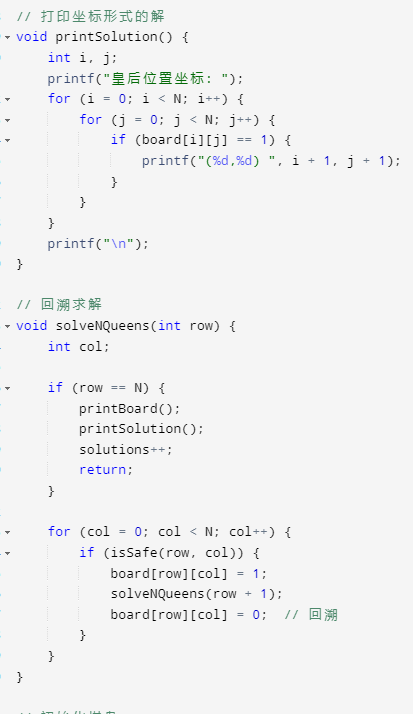 // 打印坐标形式的解
void printSolution() {
    int i, j;
    printf("皇后位置坐标: ");
    for (i = 0; i < N; i++) {
        for (j = 0; j < N; j++) {
            if (board[i][j] == 1) {
                printf("(%d,%d) ", i + 1, j + 1);
            }
        }
    }
    printf("\n");
}
// 回溯求解
void solveNQueens(int row) {
    int col;
    if (row == N) {
        printBoard();
        printSolution();
        solutions++;
        return;
    }
    for (col = 0; col < N; col++) {
        if (isSafe(row, col)) {
            board[row][col] = 1;
            solveNQueens(row + 1);
            board[row][col] = 0;  // 回溯
        }
    }
}